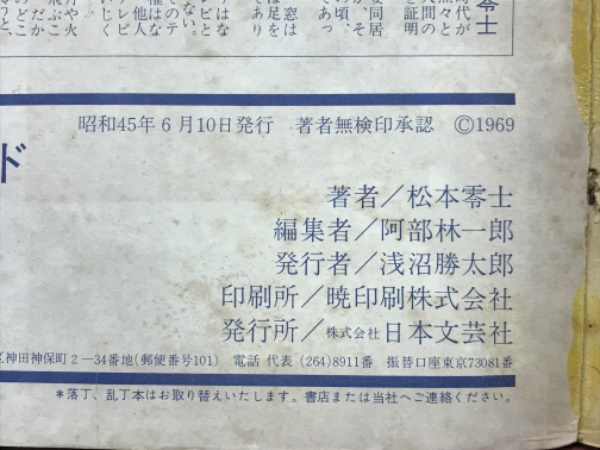 零士
昭和45年6月10日発行　著者無検印承認　©1969
ド
著者／松本零士
編集者／阿部林一郎
発行者／浅沼勝太郎
印刷所／暁印刷株式会社
発行所／株式会社日本文芸社
神田神保町2—34番地(郵便番号101)　電話 代表 (264)8911番　振替口座東京73081番
＊落丁、乱丁本はお取り替えいたします。書店または当社へご連絡ください。